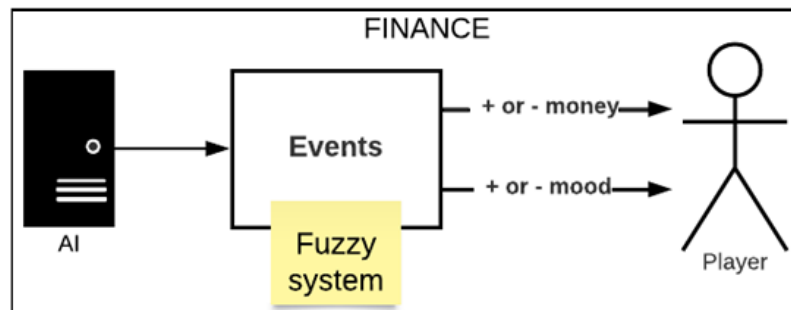 FINANCE
AI
Events
Fuzzy
system
+ or - money
+ or - mood
Player